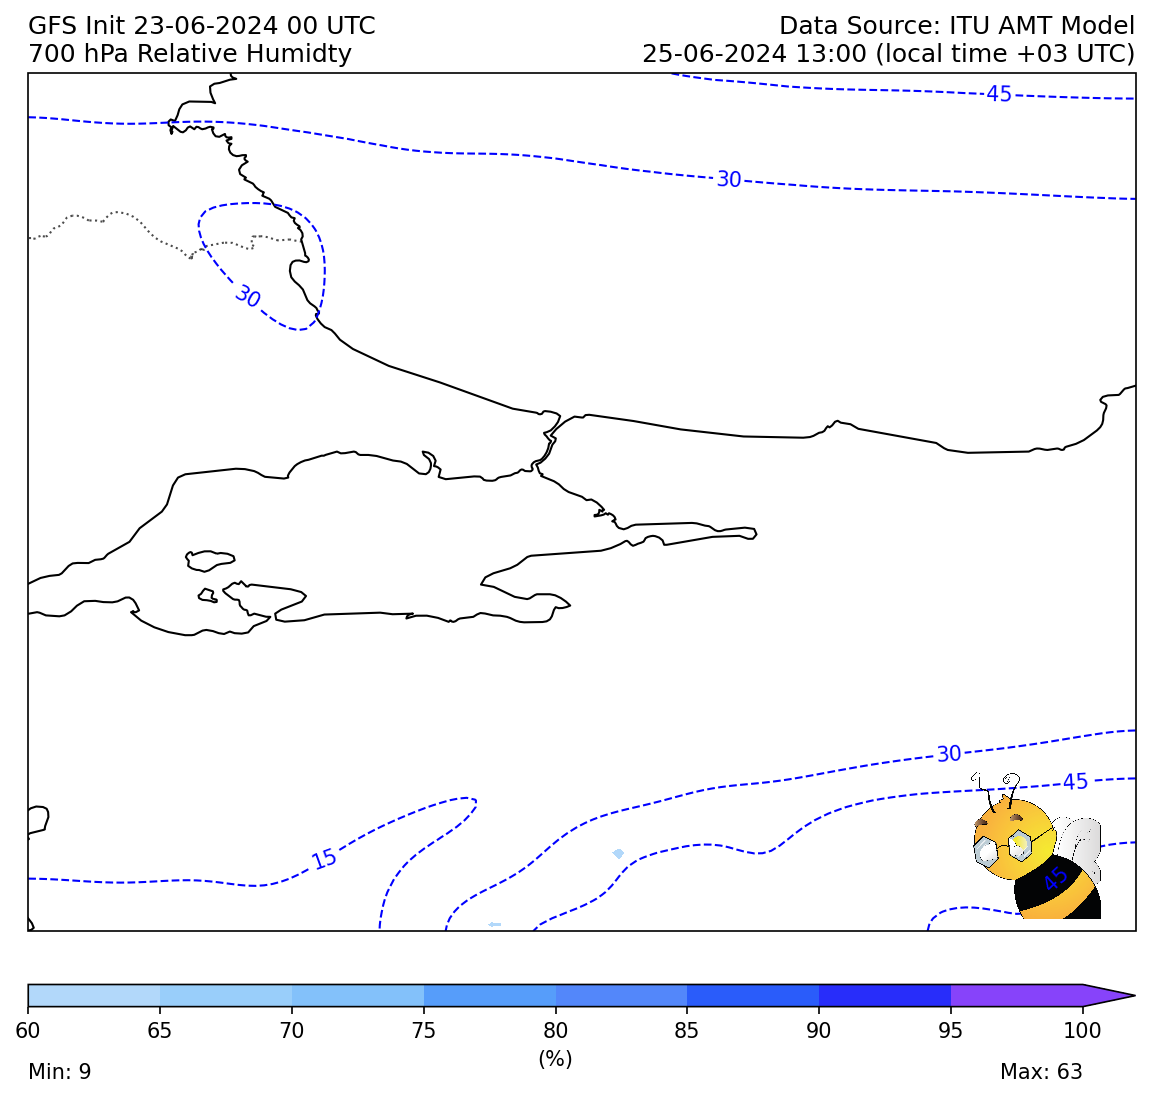 GFS Init 23-06-2024 00 UTC
Data Source: ITU AMT Model
700 hPa Relative Humidty
25-06-2024 13:00 (local time +03 UTC)
45
30
30
30
45
15
45
60 65 70 75 80 85 90 95 100
(%)
Min: 9
Max: 63